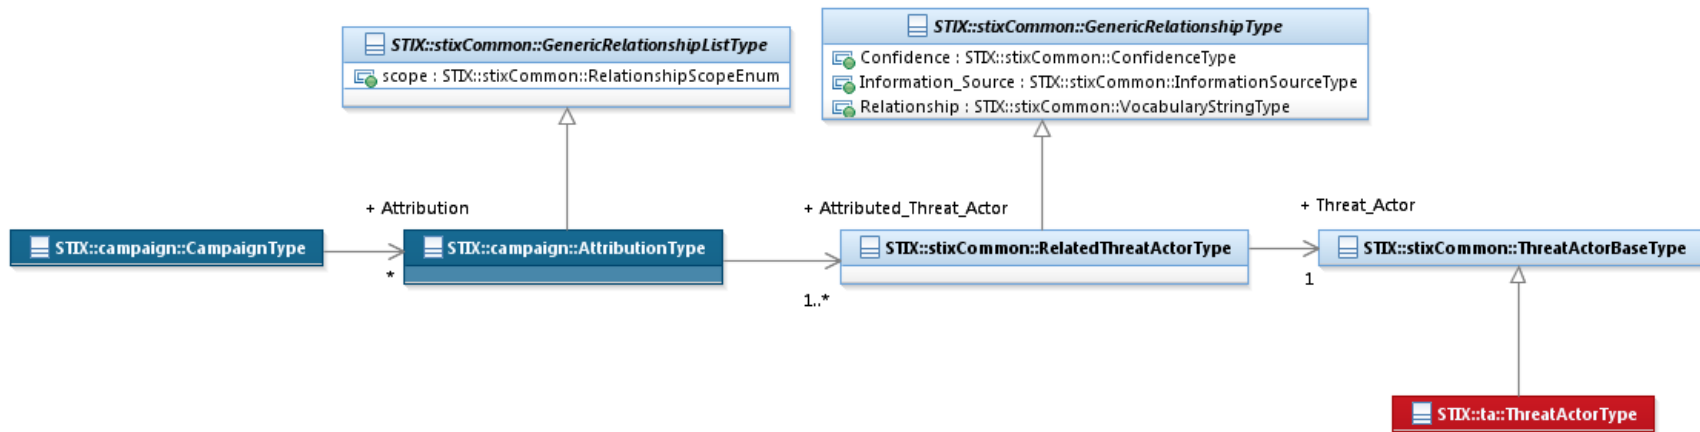 STIX::stixCommon::GenericRelationshipListType
scope : STIX::stixCommon::RelationshipScopeEnum
STIX::stixCommon::GenericRelationshipType
Confidence : STIX::stixCommon::ConfidenceType
Information_Source : STIX::stixCommon::InformationSourceType
Relationship : STIX::stixCommon::VocabularyStringType
+ Attribution
+ Attributed_Threat_Actor
+ Threat_Actor
STIX::campaign::CampaignType
STIX::campaign::AttributionType
STIX::stixCommon::RelatedThreatActorType
STIX::stixCommon::ThreatActorBaseType
*
1..*
1
STIX::ta::ThreatActorType